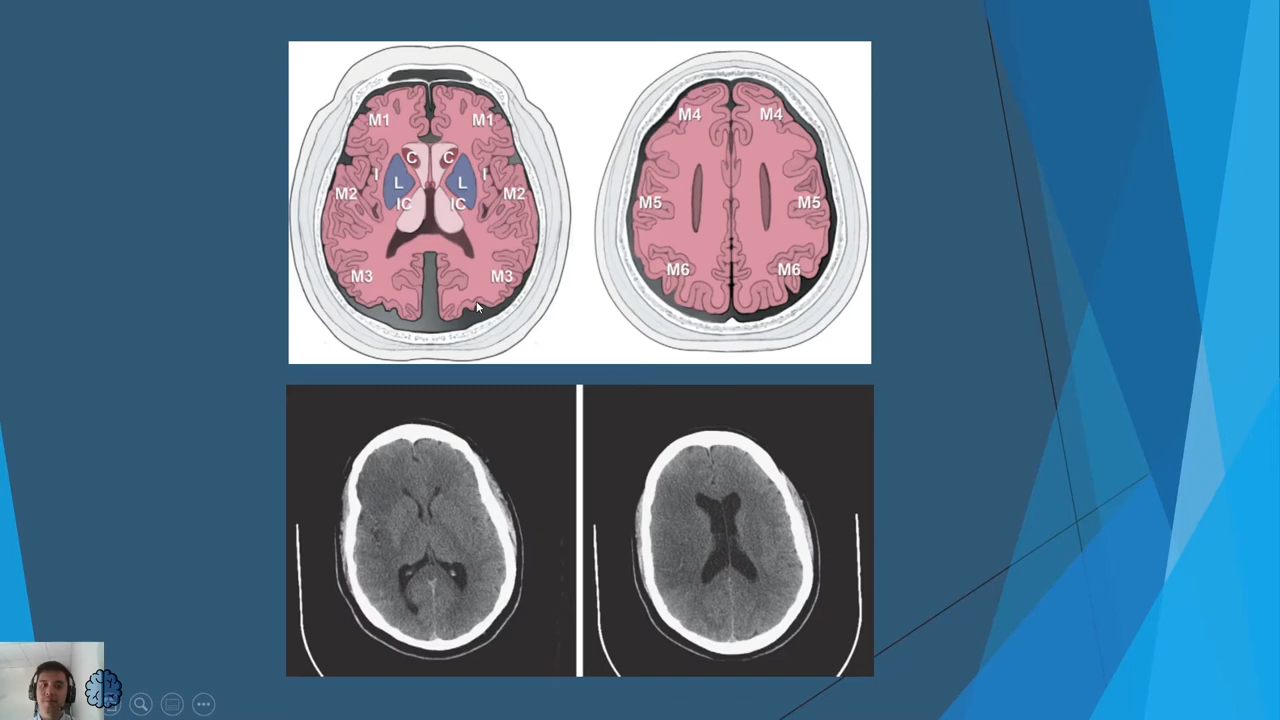 M1 M1
C C
I I
L L
M2 M2
IC IC
M3 M3
M4 M4
M5 M5
M6 M6